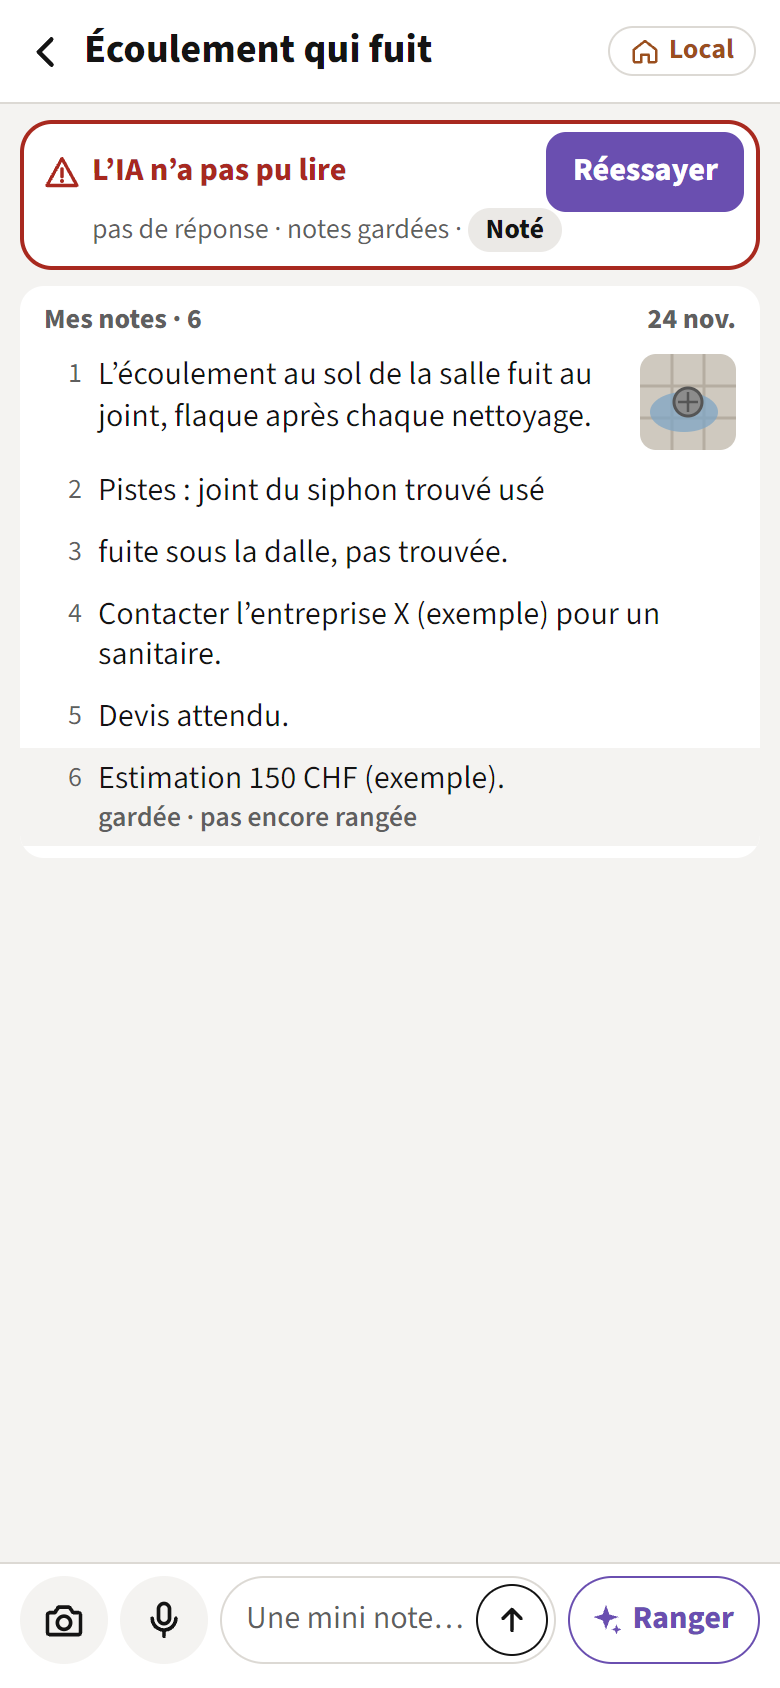 Écoulement qui fuit
Local
L’IA n’a pas pu lire
Réessayer
pas de réponse · notes gardées · Noté
Mes notes · 6
24 nov.
1 L’écoulement au sol de la salle fuit au
joint, flaque après chaque nettoyage.
2 Pistes : joint du siphon trouvé usé
3 fuite sous la dalle, pas trouvée.
4 Contacter l’entreprise X (exemple) pour un
sanitaire.
5 Devis attendu.
6 Estimation 150 CHF (exemple).
gardée · pas encore rangée
Une mini note…
Ranger